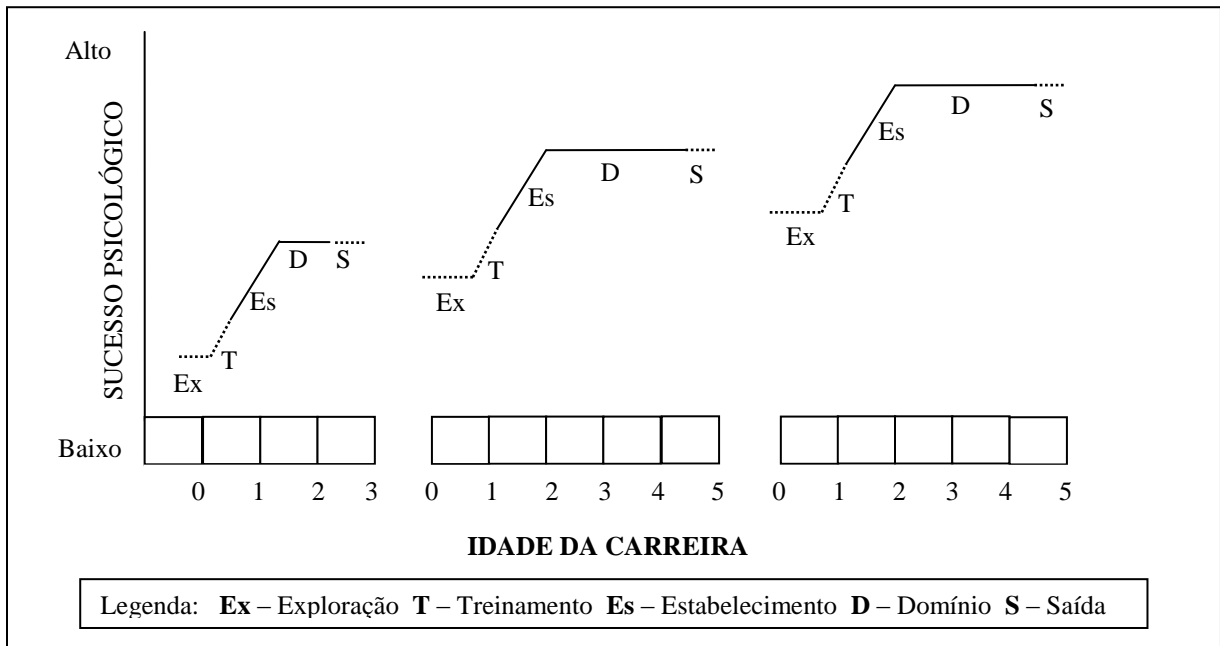 Alto
SUCESSO PSICOLÓGICO
Baixo
Ex
T
Es
D
S
Ex
T
Es
D
S
Ex
T
Es
D
S
0 1 2 3 0 1 2 3 4 5 0 1 2 3 4 5
IDADE DA CARREIRA
Legenda: Ex – Exploração T – Treinamento Es – Estabelecimento D – Domínio S – Saída